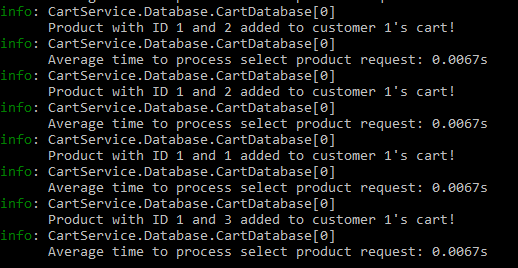 info: CartService.Database.CartDatabase[0]
Product with ID 1 and 2 added to customer 1's cart!
info: CartService.Database.CartDatabase[0]
Average time to process select product request: 0.0067s
info: CartService.Database.CartDatabase[0]
Product with ID 1 and 2 added to customer 1's cart!
info: CartService.Database.CartDatabase[0]
Average time to process select product request: 0.0067s
info: CartService.Database.CartDatabase[0]
Product with ID 1 and 1 added to customer 1's cart!
info: CartService.Database.CartDatabase[0]
Average time to process select product request: 0.0067s
info: CartService.Database.CartDatabase[0]
Product with ID 1 and 3 added to customer 1's cart!
info: CartService.Database.CartDatabase[0]
Average time to process select product request: 0.0067s